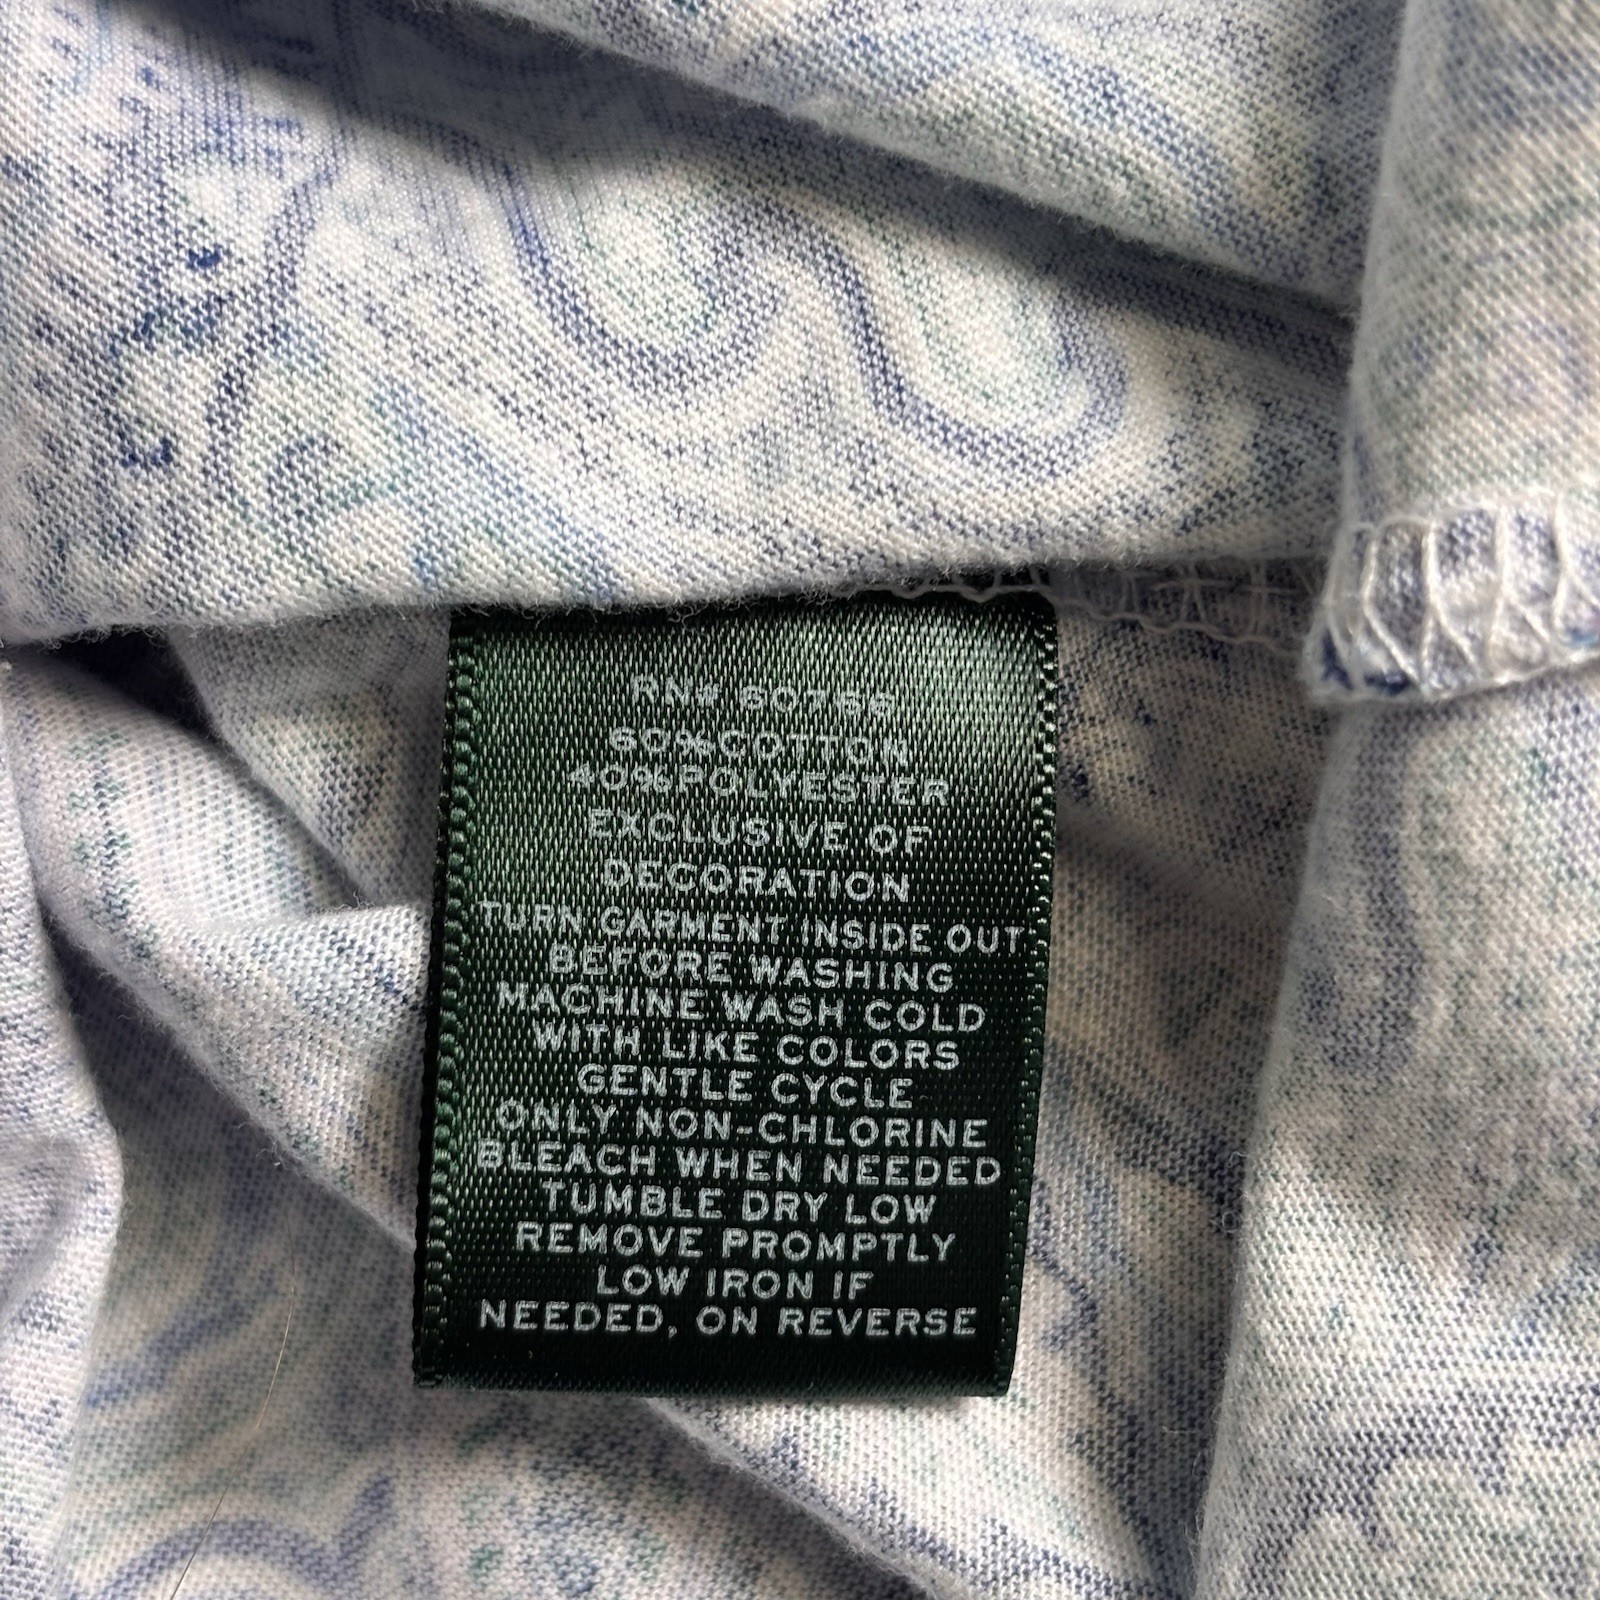 RN# 60766
60%COTTON
40%POLYESTER
EXCLUSIVE OF
DECORATION
TURN GARMENT INSIDE OUT
BEFORE WASHING
MACHINE WASH COLD
WITH LIKE COLORS
GENTLE CYCLE
ONLY NON-CHLORINE
BLEACH WHEN NEEDED
TUMBLE DRY LOW
REMOVE PROMPTLY
LOW IRON IF
NEEDED, ON REVERSE